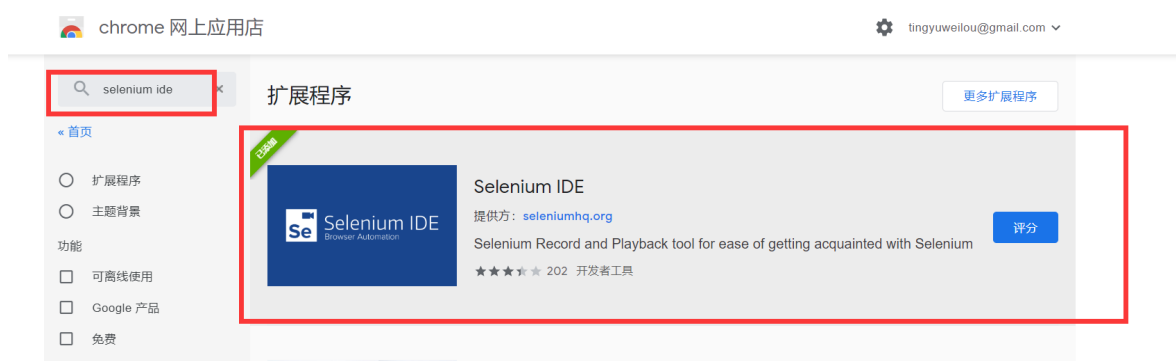 chrome 网上应用店
tingyuweilou@gmail.com
selenium ide
×
« 首页
扩展程序
主题背景
功能
可离线使用
Google 产品
免费
扩展程序
更多扩展程序
已添加
Se Selenium IDE
Browser Automation
Selenium IDE
提供方：seleniumhq.org
Selenium Record and Playback tool for ease of getting acquainted with Selenium
202 开发者工具
评分